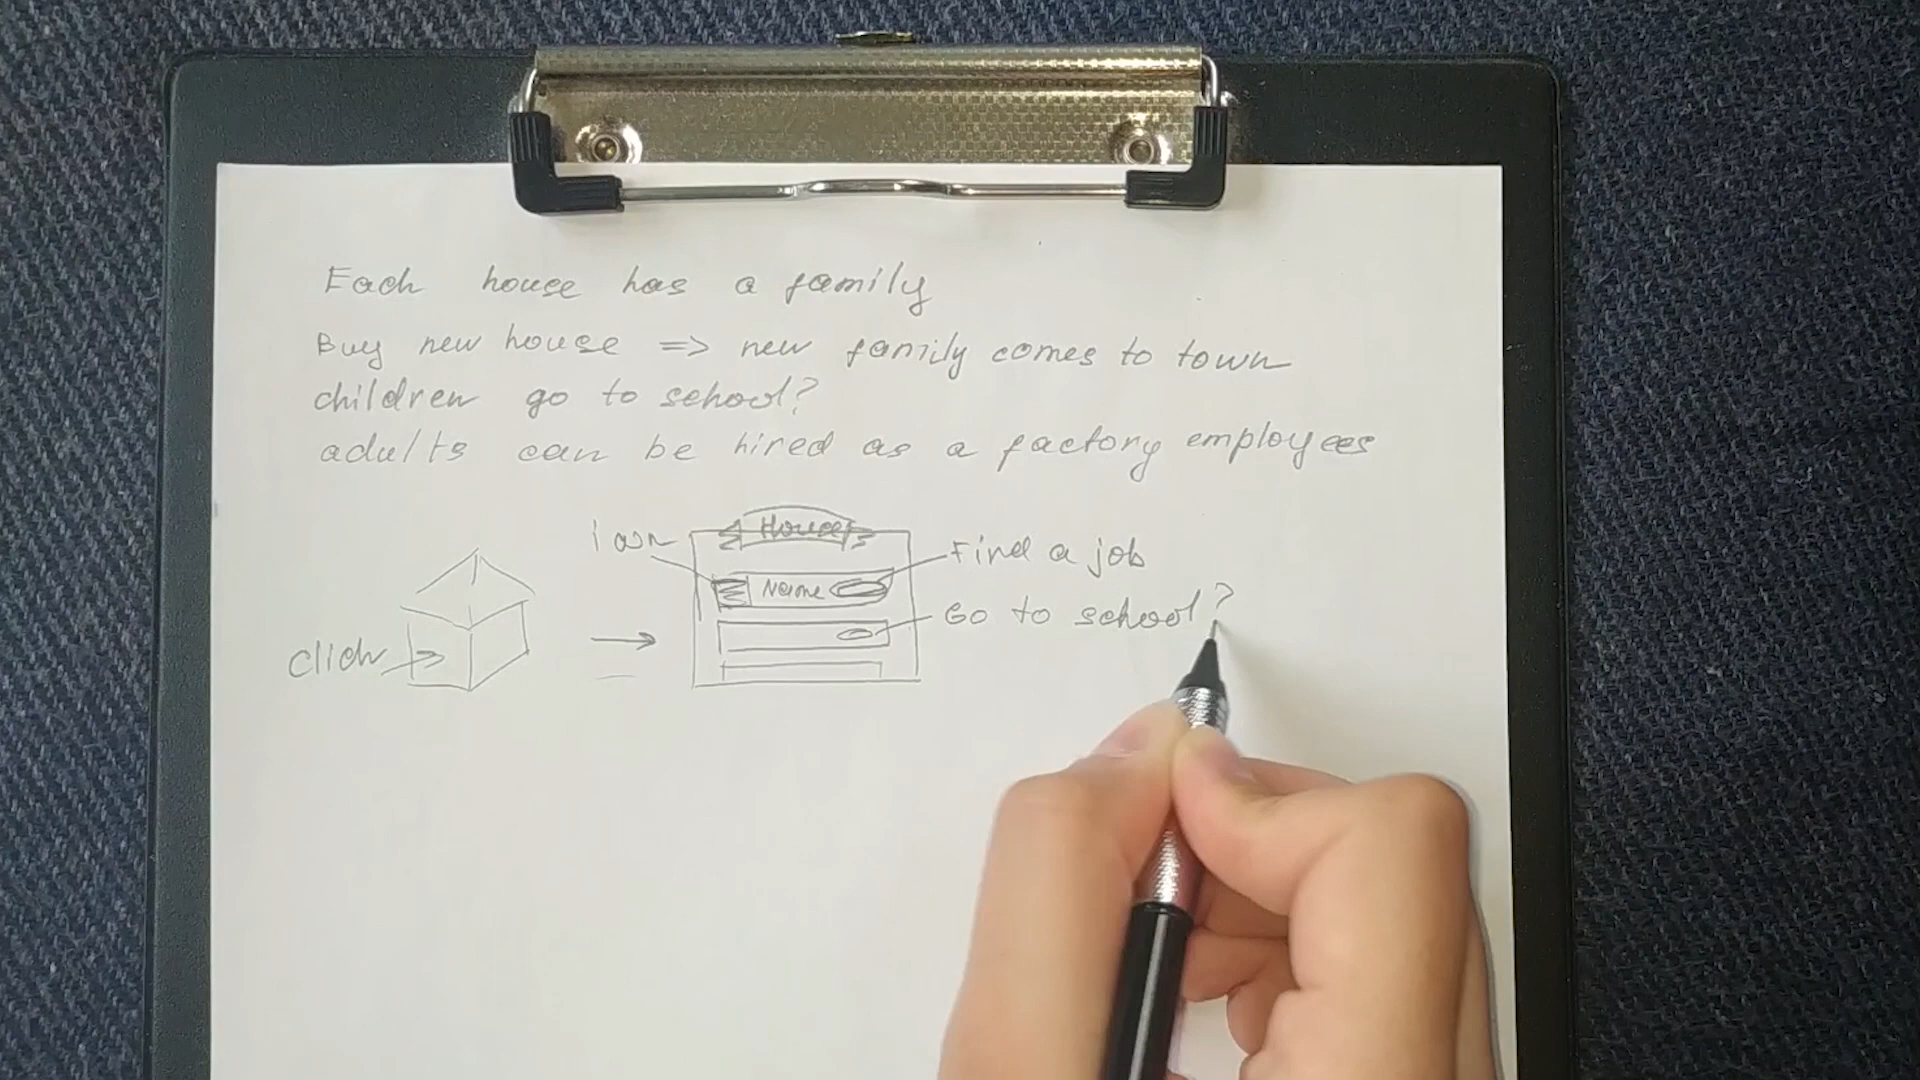 Each house has a family
Buy new house => new family comes to town
children go to school?
adults can be hired as a factory employees
House
Find a job
Name
Go to school?
click